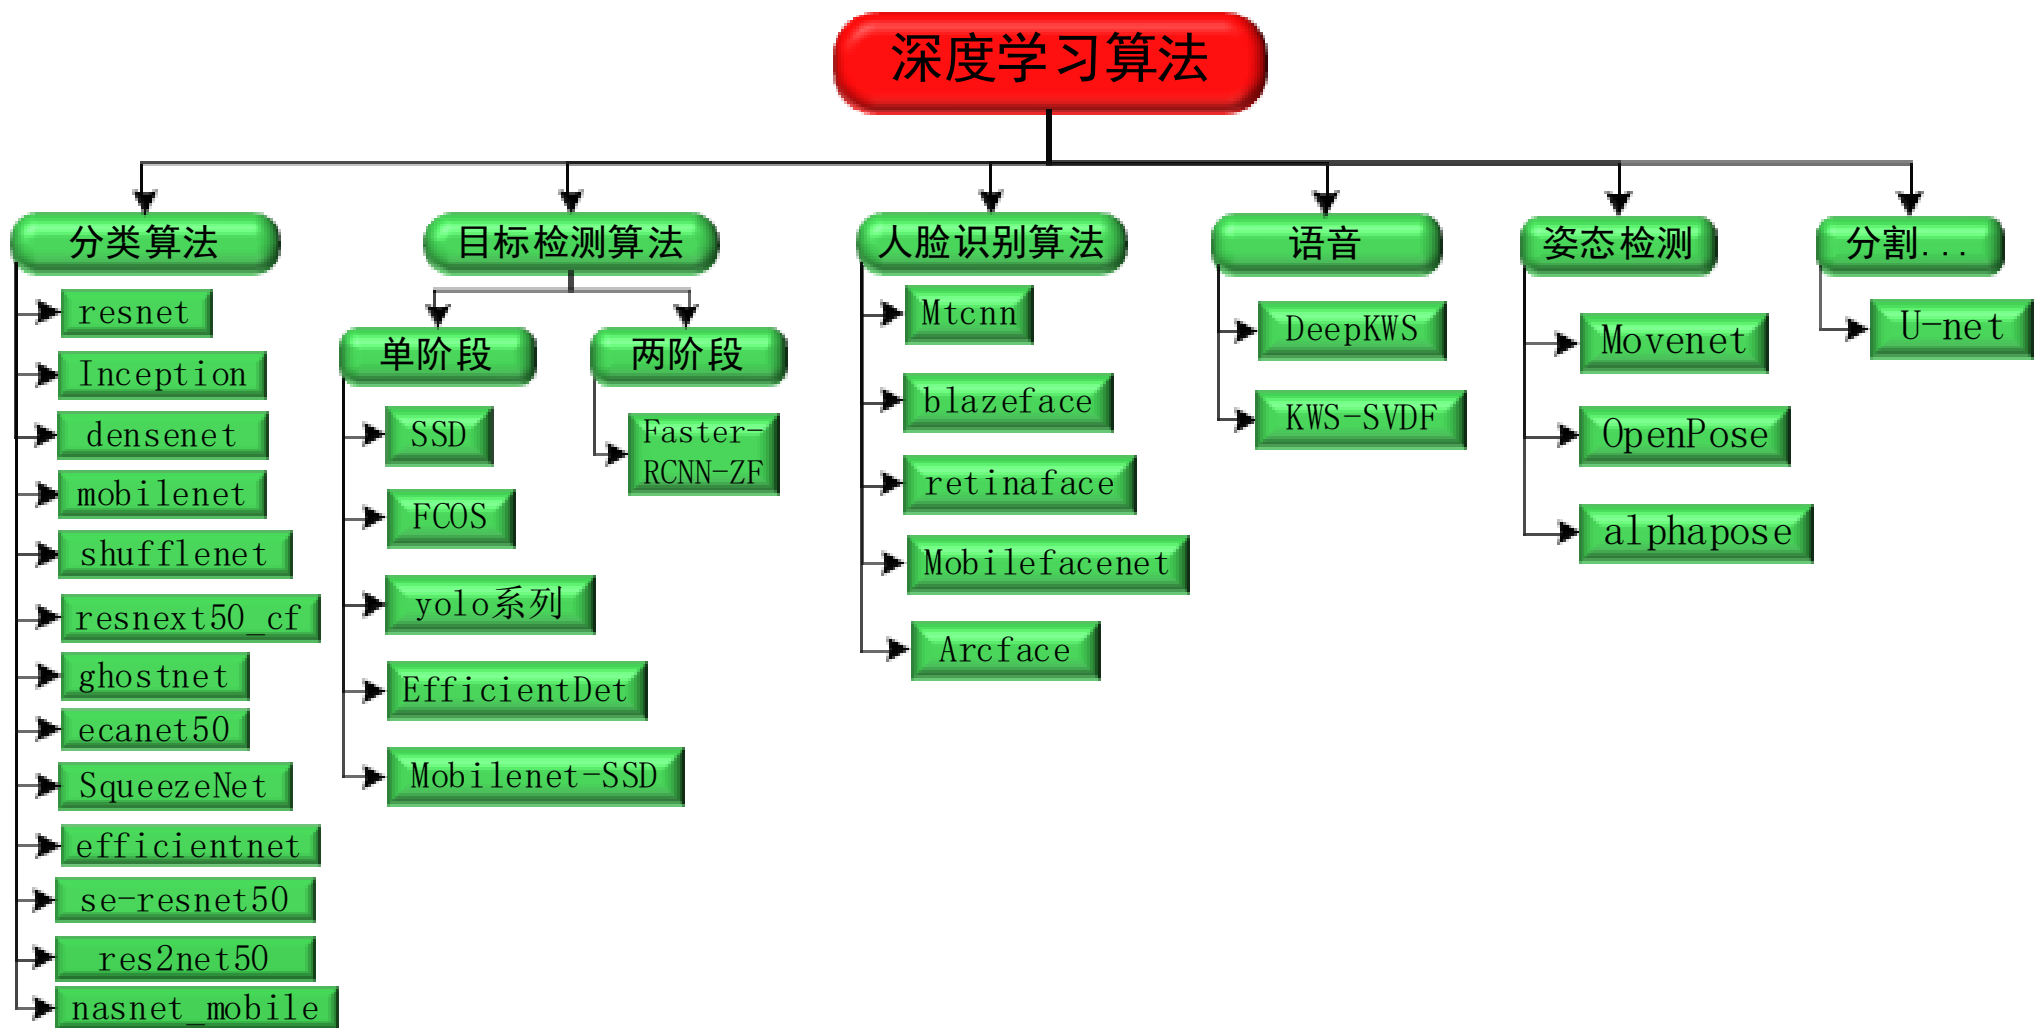 深度学习算法
分类算法
resnet
Inception
densenet
mobilenet
shufflenet
resnext50_cf
ghostnet
ecanet50
SqueezeNet
efficientnet
se-resnet50
res2net50
nasnet_mobile
目标检测算法
单阶段
SSD
FCOS
yolo系列
EfficientDet
Mobilenet-SSD
两阶段
Faster-
RCNN-ZF
人脸识别算法
Mtcnn
blazeface
retinaface
Mobilefacenet
Arcface
语音
DeepKWS
KWS-SVDF
姿态检测
Movenet
OpenPose
alphapose
分割...
U-net